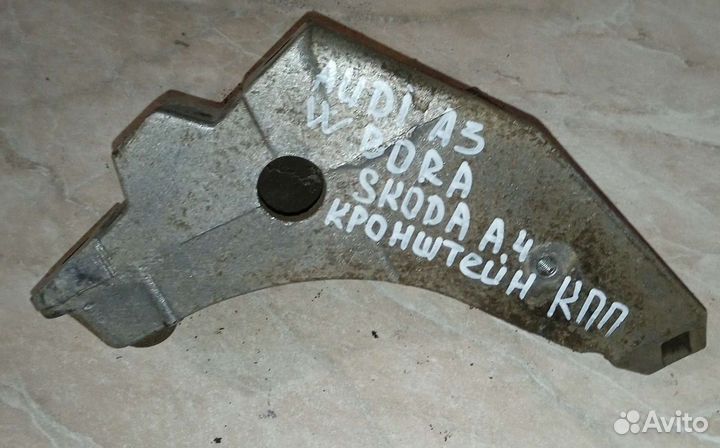 AUDI A3
W BORA
SKODA A4
КРОНШТЕЙН КПП
Avito